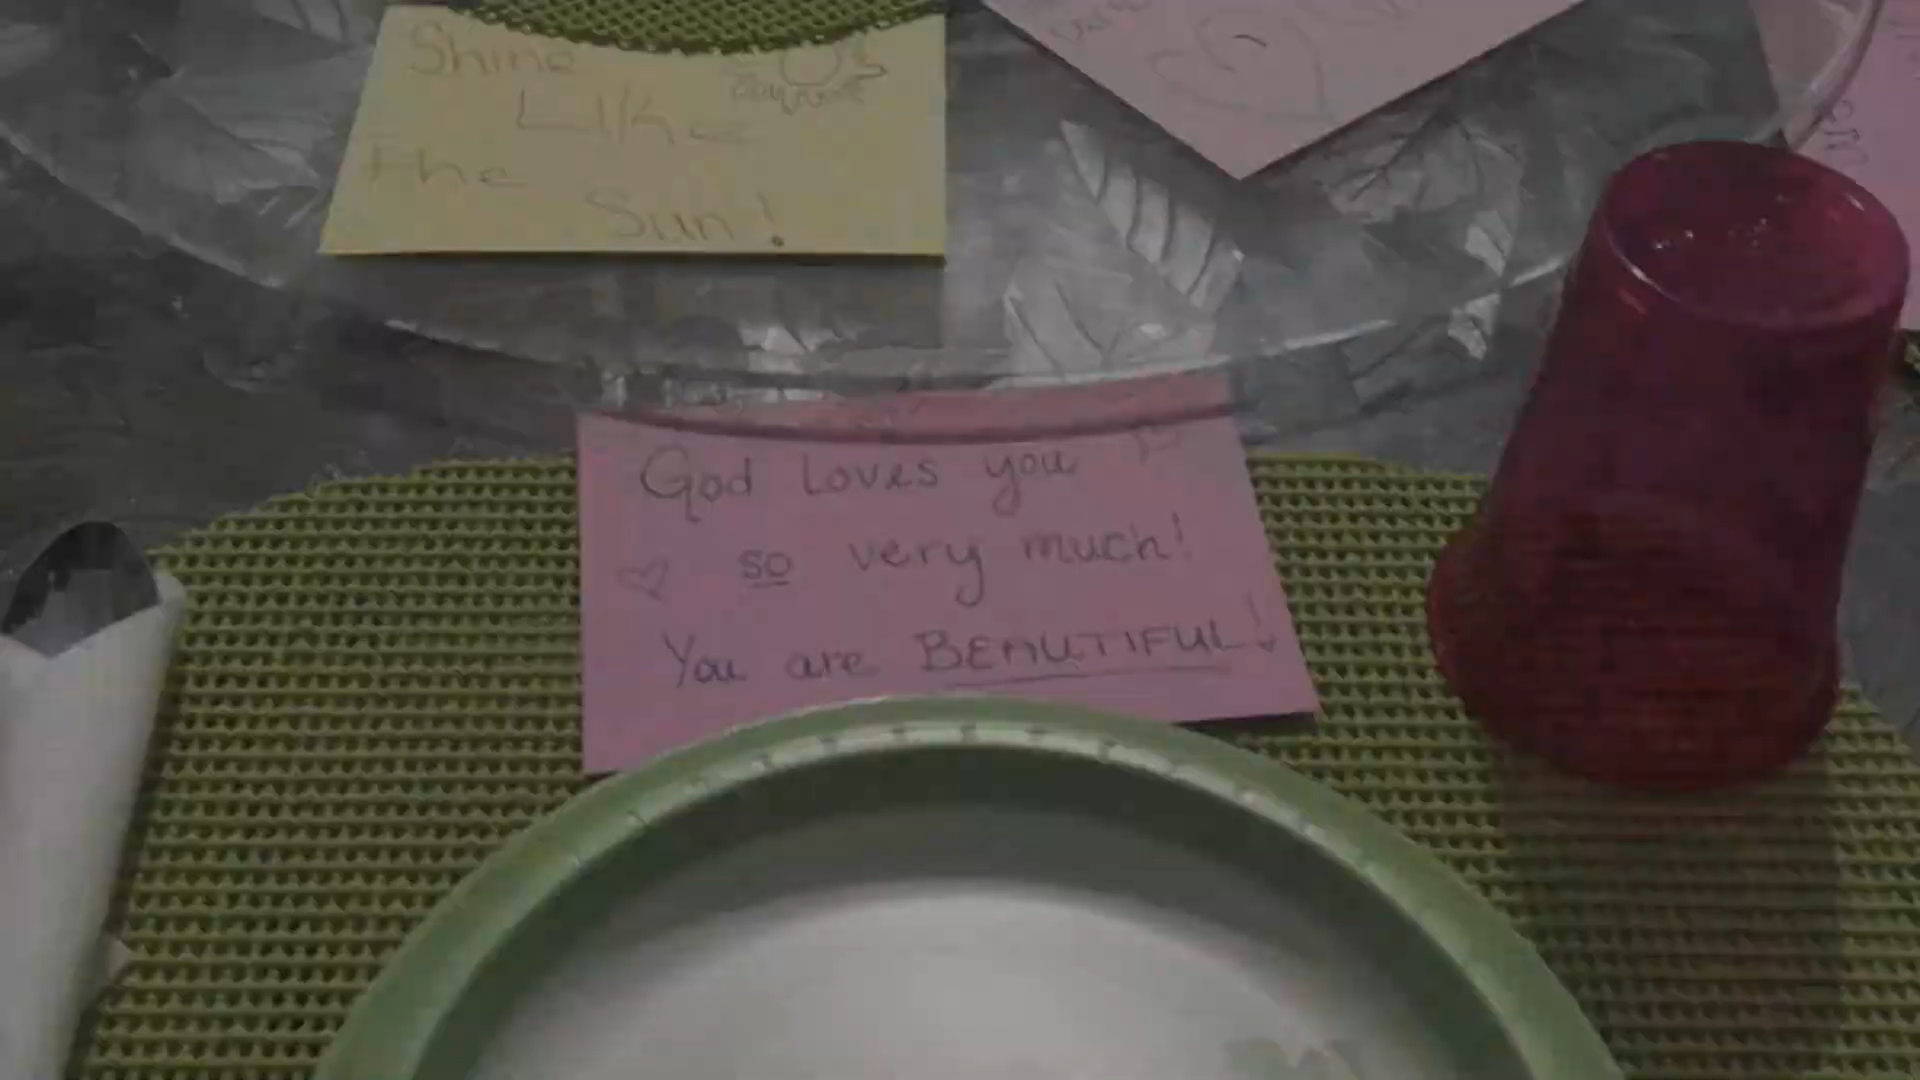 Shine
Like
the
Sun!
God Loves you
so very much!
You are BEAUTIFUL!